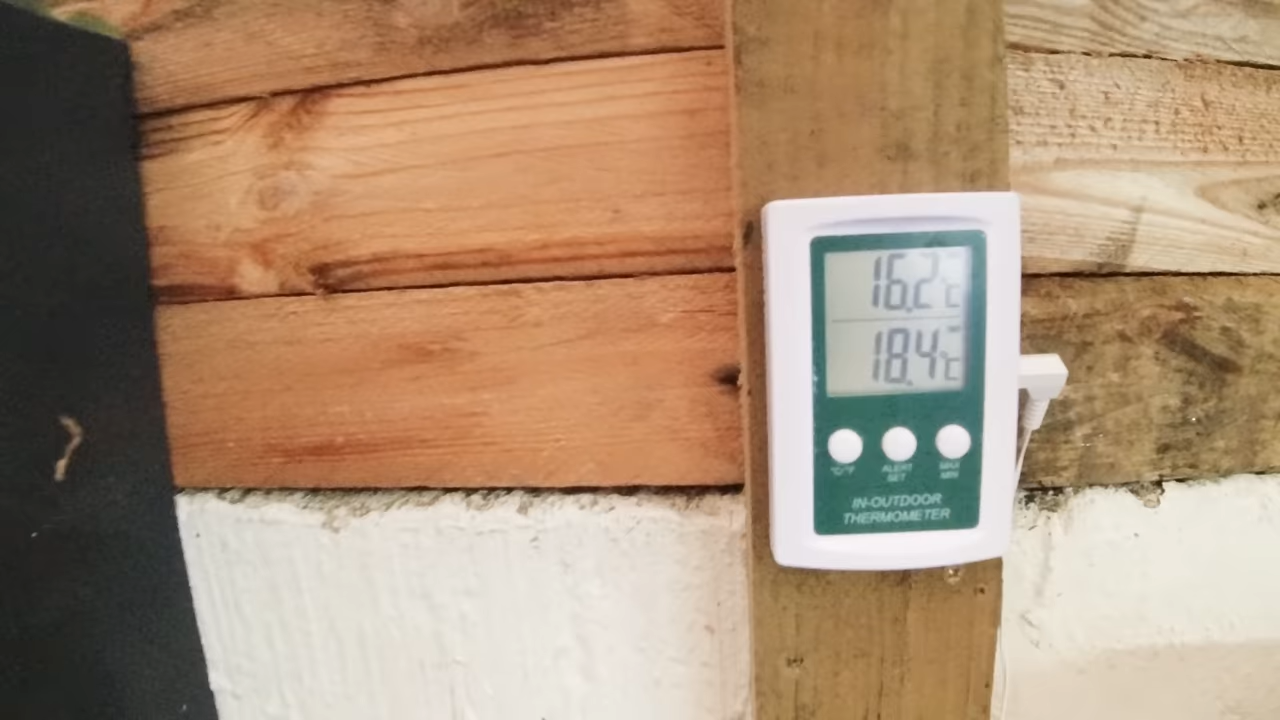 16.2°C
18.4°C
°C/°F
ALERT
SET
MAX
MIN
IN-OUTDOOR
THERMOMETER